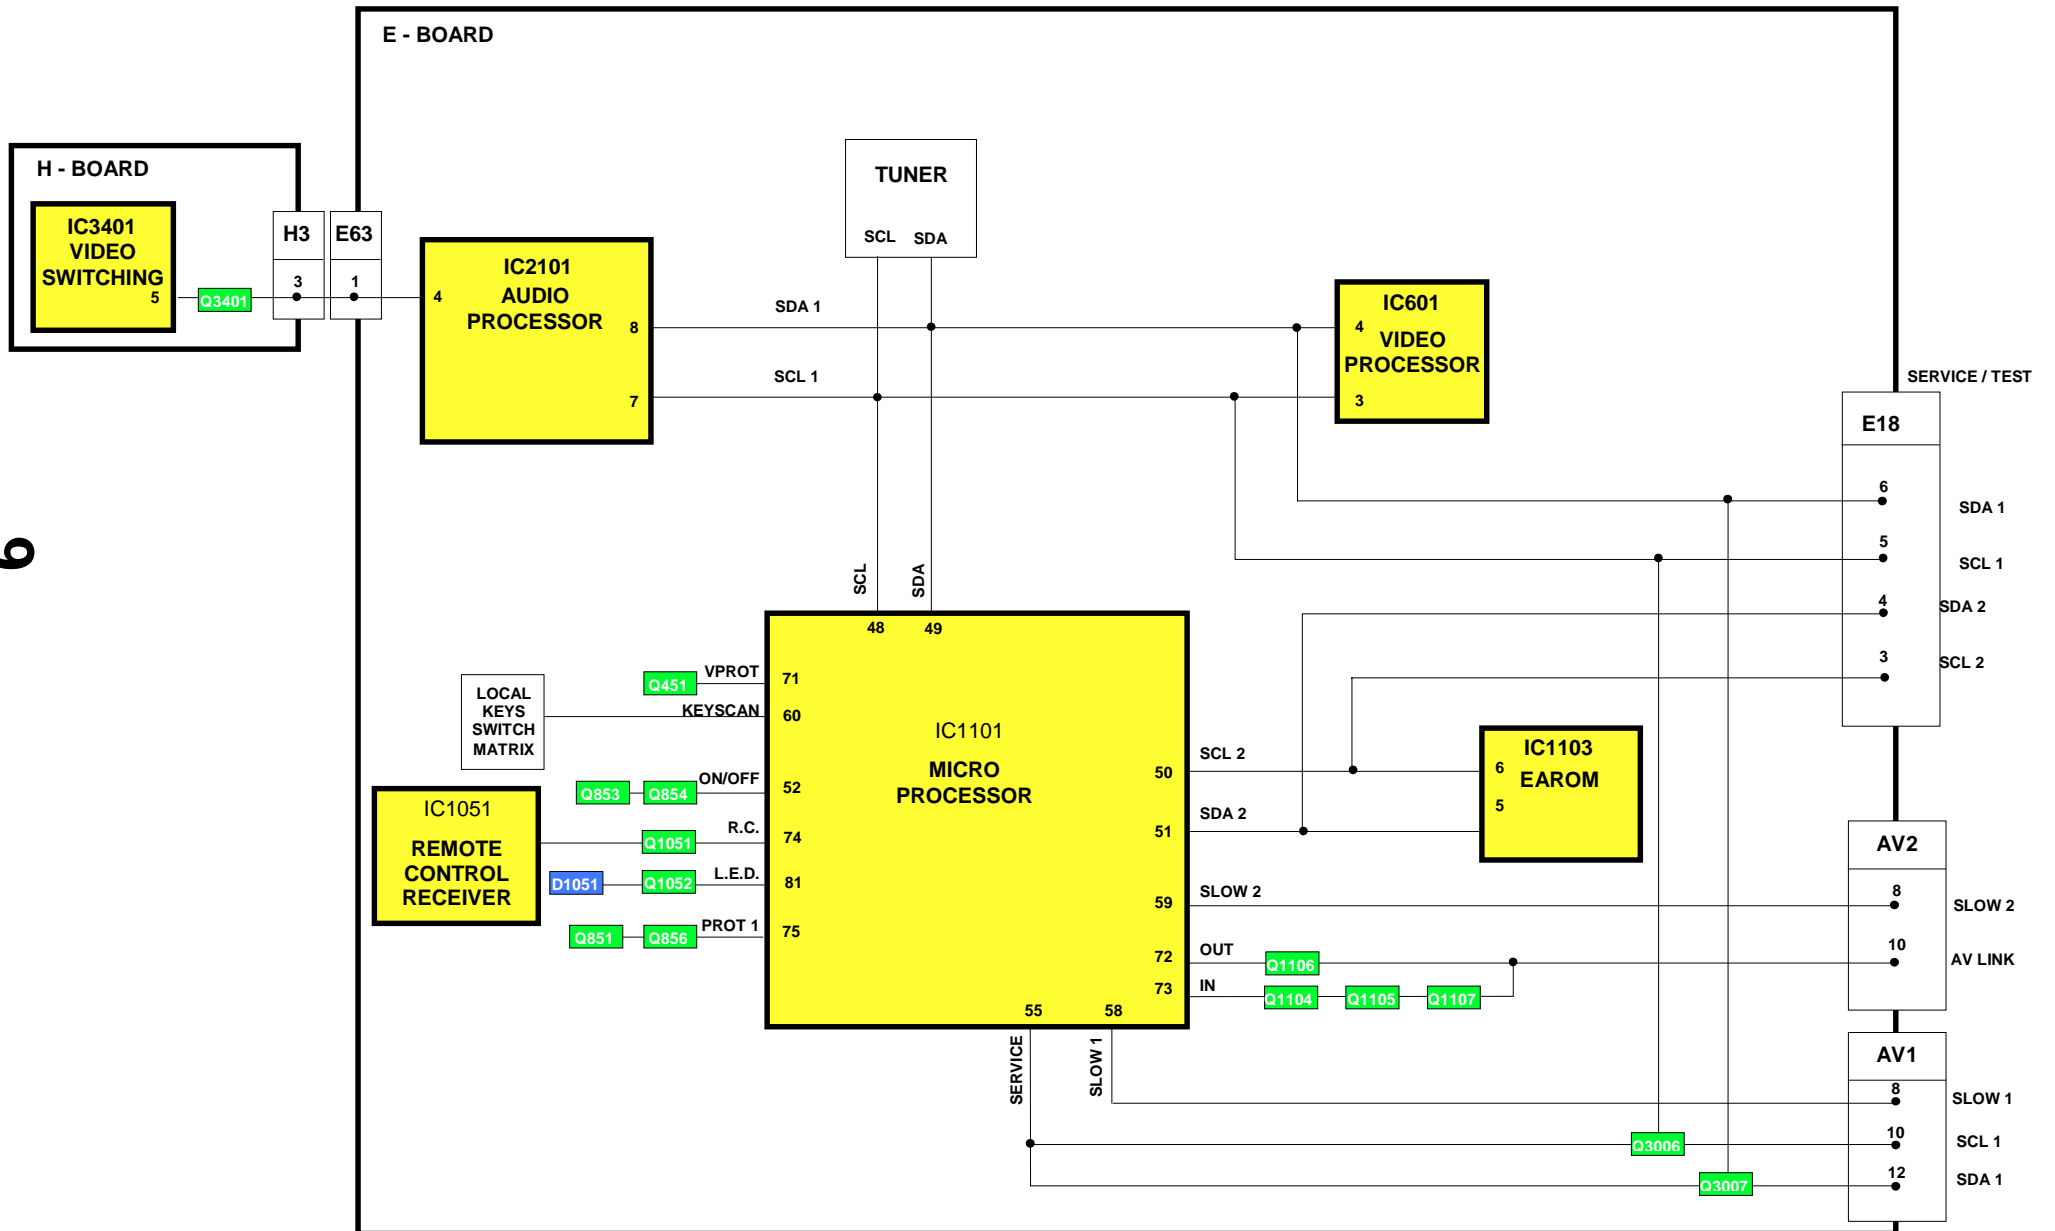 E - BOARD
H - BOARD
IC3401
VIDEO
SWITCHING
5
Q3401
H3
3
E63
1
IC2101
AUDIO
PROCESSOR
4
8
7
TUNER
SCL SDA
SDA 1
SCL 1
IC601
4
VIDEO
PROCESSOR
3
SERVICE / TEST
E18
6
SDA 1
5
SCL 1
4
SDA 2
3
SCL 2
6
SCL
SDA
48 49
LOCAL
KEYS
SWITCH
MATRIX
Q451
VPROT
71
KEYSCAN
60
Q853
Q854
ON/OFF
52
IC1051
REMOTE
CONTROL
RECEIVER
Q1051
R.C.
74
D1051
Q1052
L.E.D.
81
Q851
Q856
PROT 1
75
IC1101
MICRO
PROCESSOR
50
SCL 2
51
SDA 2
IC1103
6
EAROM
5
59
SLOW 2
72
OUT
Q1106
73
IN
Q1104
Q1105
Q1107
55 58
SERVICE
SLOW 1
AV2
8
SLOW 2
10
AV LINK
AV1
8
SLOW 1
Q3006
10
SCL 1
Q3007
12
SDA 1